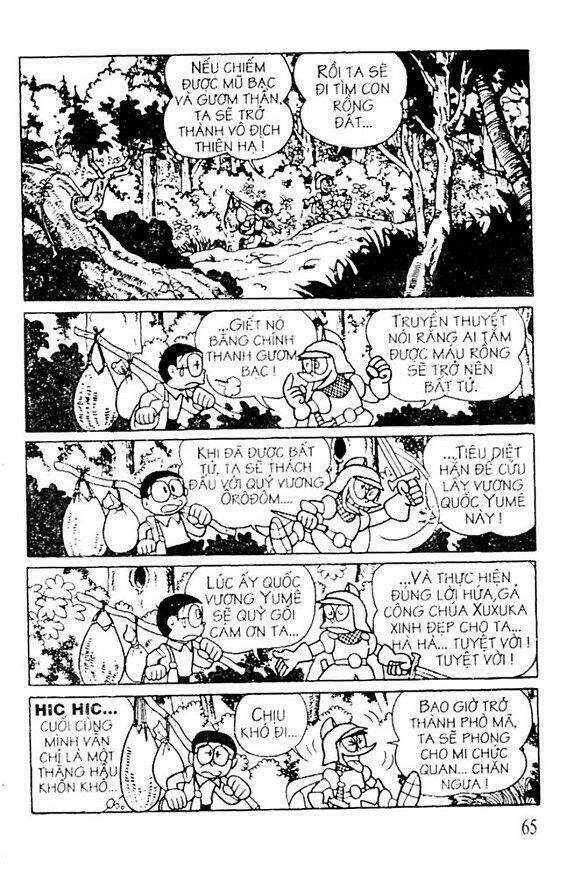 NẾU CHIẾM
ĐƯỢC MŨ BẠC
VÀ GƯƠM THẦN,
TA SẼ TRỞ
THÀNH VÔ ĐỊCH
THIÊN HẠ !
RỒI TA SẼ
ĐI TÌM CON
RỒNG
ĐẤT...
...GIẾT NÓ
BẰNG CHÍNH
THANH GƯƠM
BẠC !
TRUYỀN THUYẾT
NÓI RẰNG AI TẮM
ĐƯỢC MÁU RỒNG
SẼ TRỞ NÊN
BẤT TỬ.
KHI ĐÃ ĐƯỢC BẤT
TỬ, TA SẼ THÁCH
ĐẤU VỚI QUỶ VƯƠNG
ÔRÔĐÔM....
...TIÊU DIỆT
HẮN ĐỂ CỨU
LẤY VƯƠNG
QUỐC YUMÊ
NÀY !
LÚC ẤY QUỐC
VƯƠNG YUMÊ
SẼ QUỲ GỐI
CÁM ƠN TA...
...VÀ THỰC HIỆN
ĐÚNG LỜI HỨA, GẢ
CÔNG CHÚA XUXUKA
XINH ĐẸP CHO TA...
HÀ HÀ... TUYỆT VỜI !
TUYỆT VỜI !
HÍC HÍC...
CUỐI CÙNG
MÌNH VẪN
CHỈ LÀ MỘT
THẰNG HẦU
KHỐN KHỔ...
CHỊU
KHÓ ĐI...
BAO GIỜ TRỞ
THÀNH PHÒ MÃ,
TA SẼ PHONG
CHO MI CHỨC
QUAN... CHĂN
NGỰA !
65